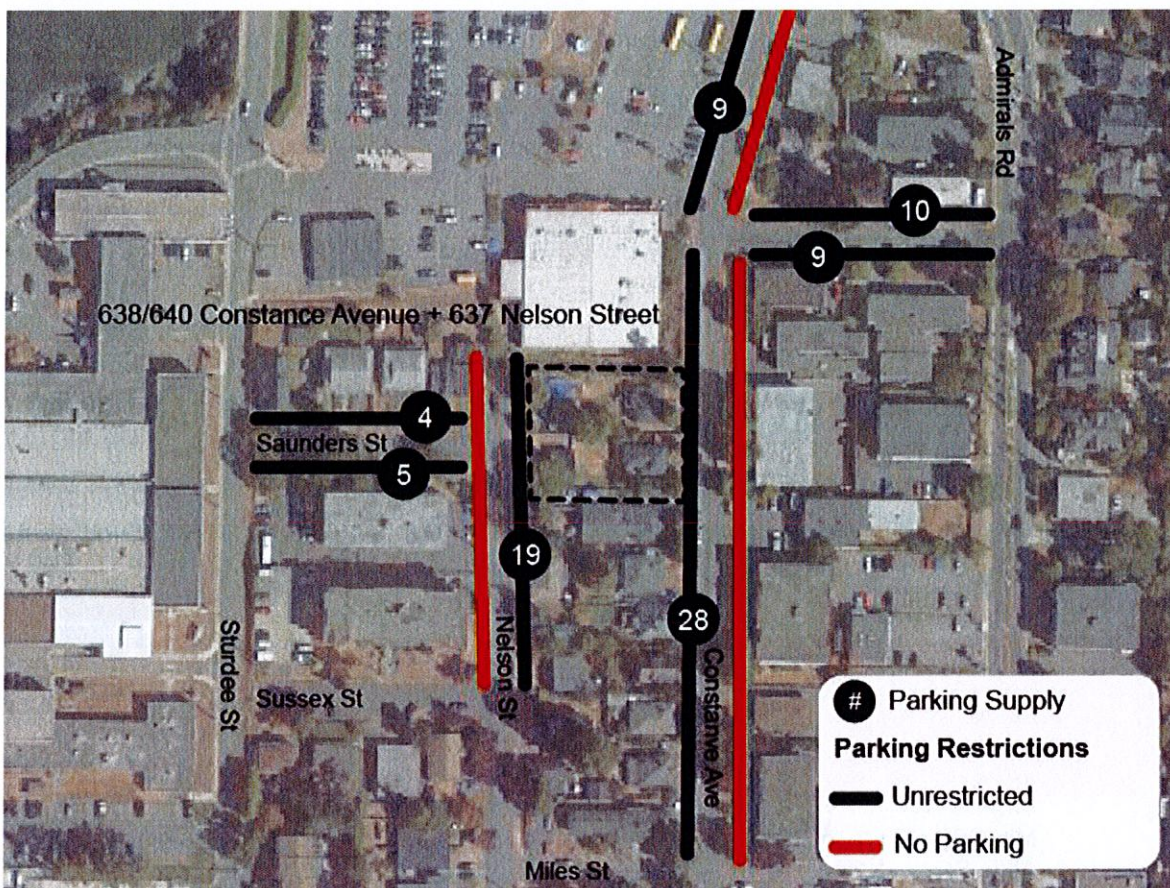 Admirals Rd
9
10
9
638/640 Constance Avenue + 637 Nelson Street
4
Saunders St
5
19
28
Sturdee St
Nelson St
Constanve Ave
Sussex St
Miles St
# Parking Supply
Parking Restrictions
Unrestricted
No Parking